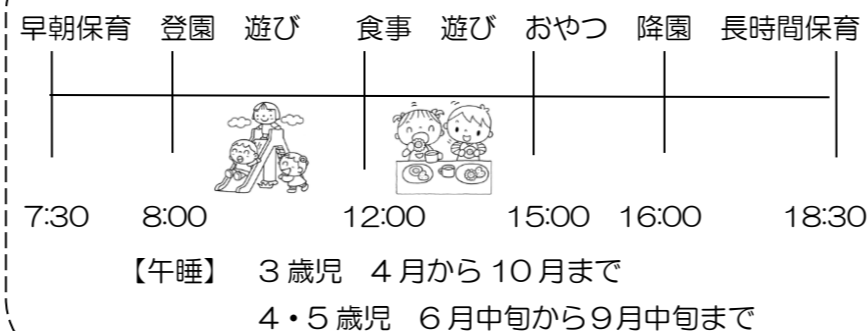 早朝保育 登園 遊び 食事 遊び おやつ 降園 長時間保育
7:30 8:00 12:00 15:00 16:00 18:30
【午睡】 3歳児 4月から10月まで
4・5歳児 6月中旬から9月中旬まで